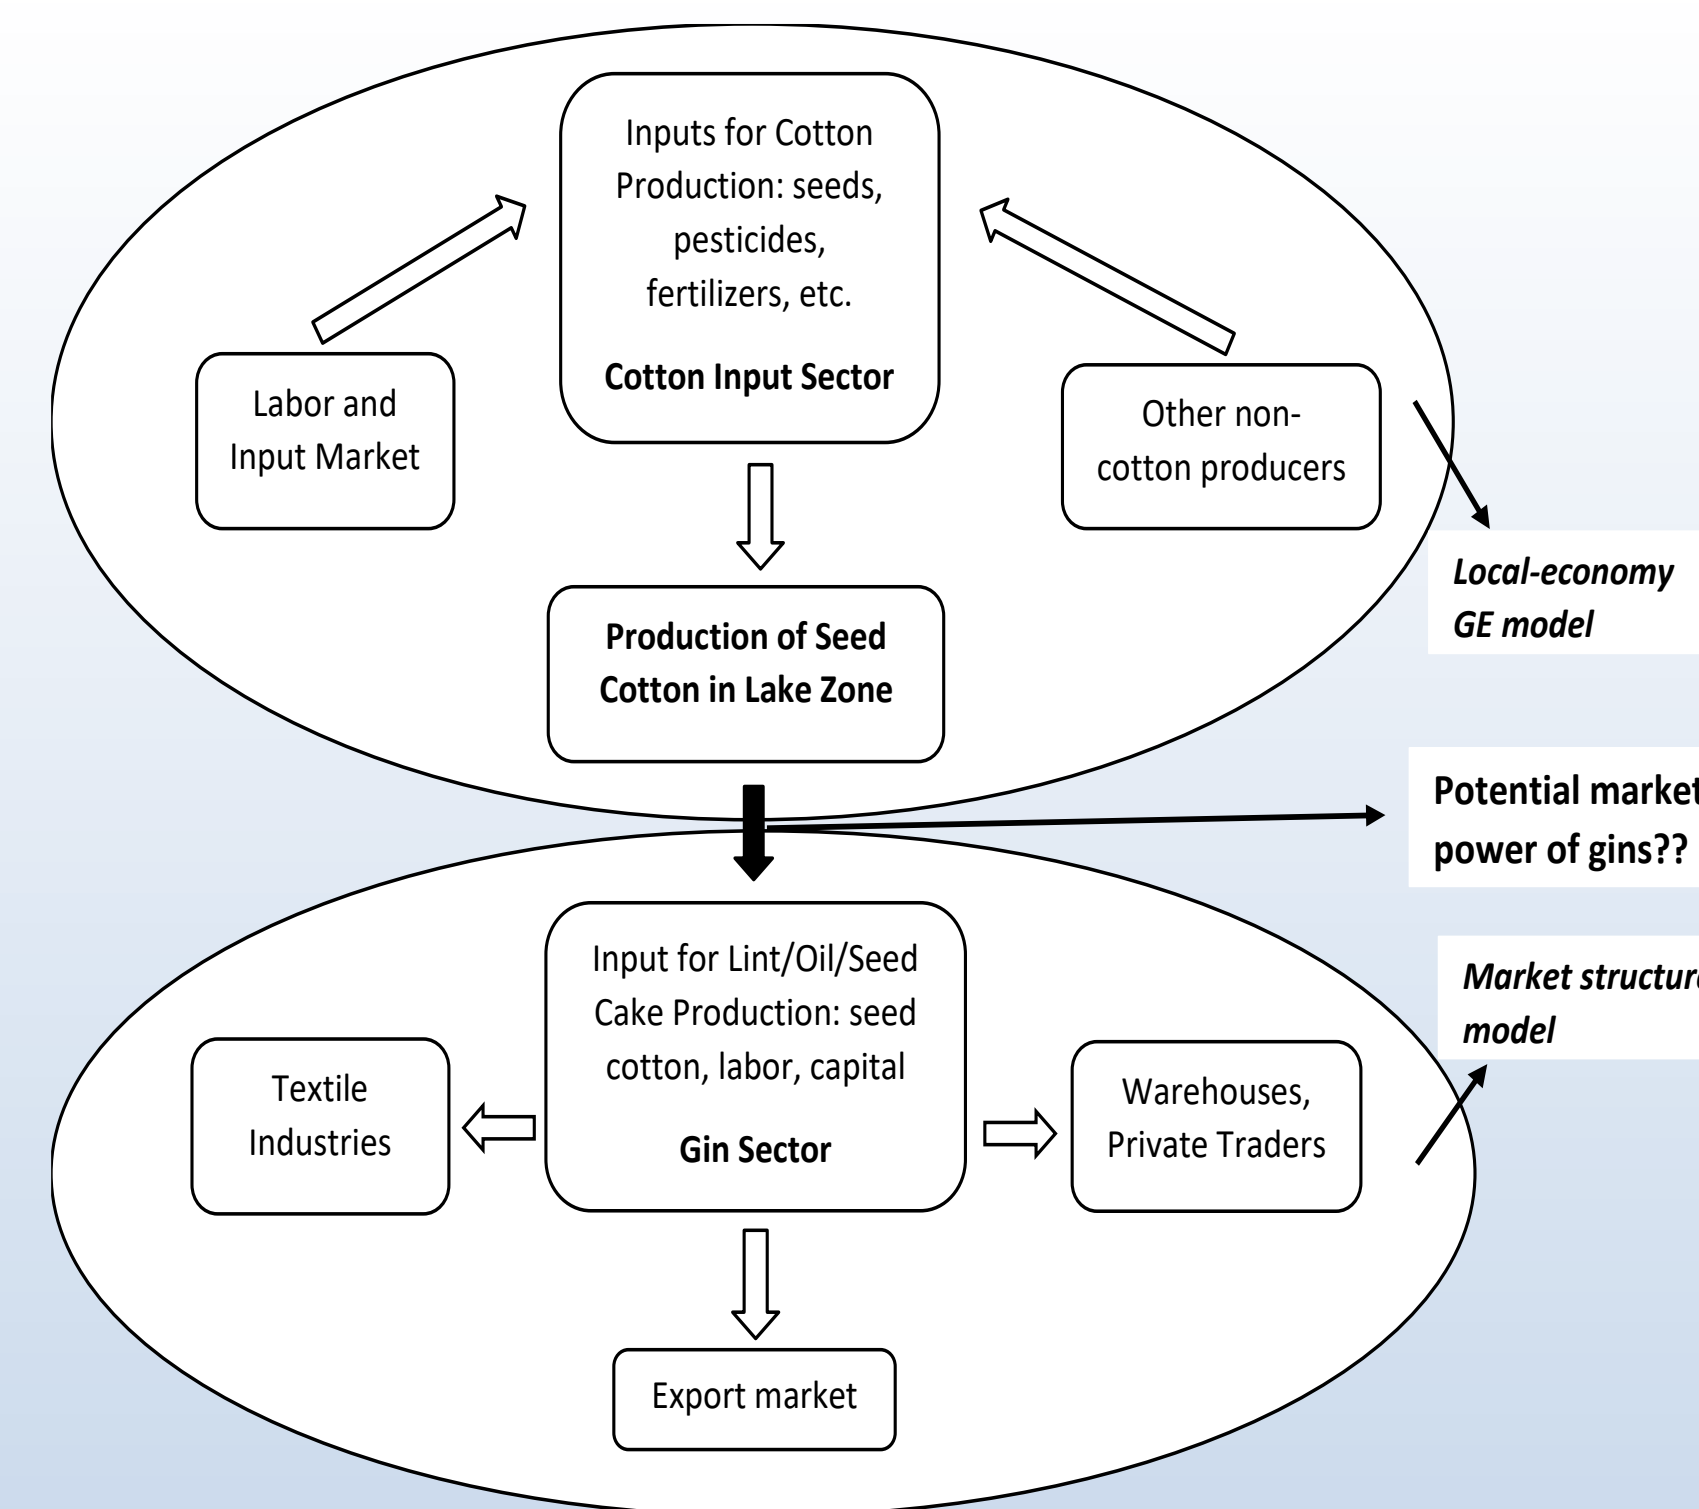 Inputs for Cotton
Production: seeds,
pesticides,
fertilizers, etc.
Cotton Input Sector
Labor and
Input Market
Other non-
cotton producers
Local-economy
GE model
Production of Seed
Cotton in Lake Zone
Potential market
power of gins??
Input for Lint/Oil/Seed
Cake Production: seed
cotton, labor, capital
Gin Sector
Market structure
model
Textile
Industries
Warehouses,
Private Traders
Export market